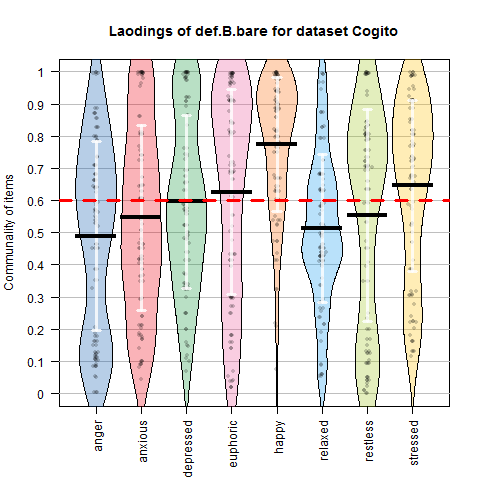 Laodings of def.B.bare for dataset Cogito
Communality of items
1
0.9
0.8
0.7
0.6
0.5
0.4
0.3
0.2
0.1
0
anger
anxious
depressed
euphoric
happy
relaxed
restless
stressed